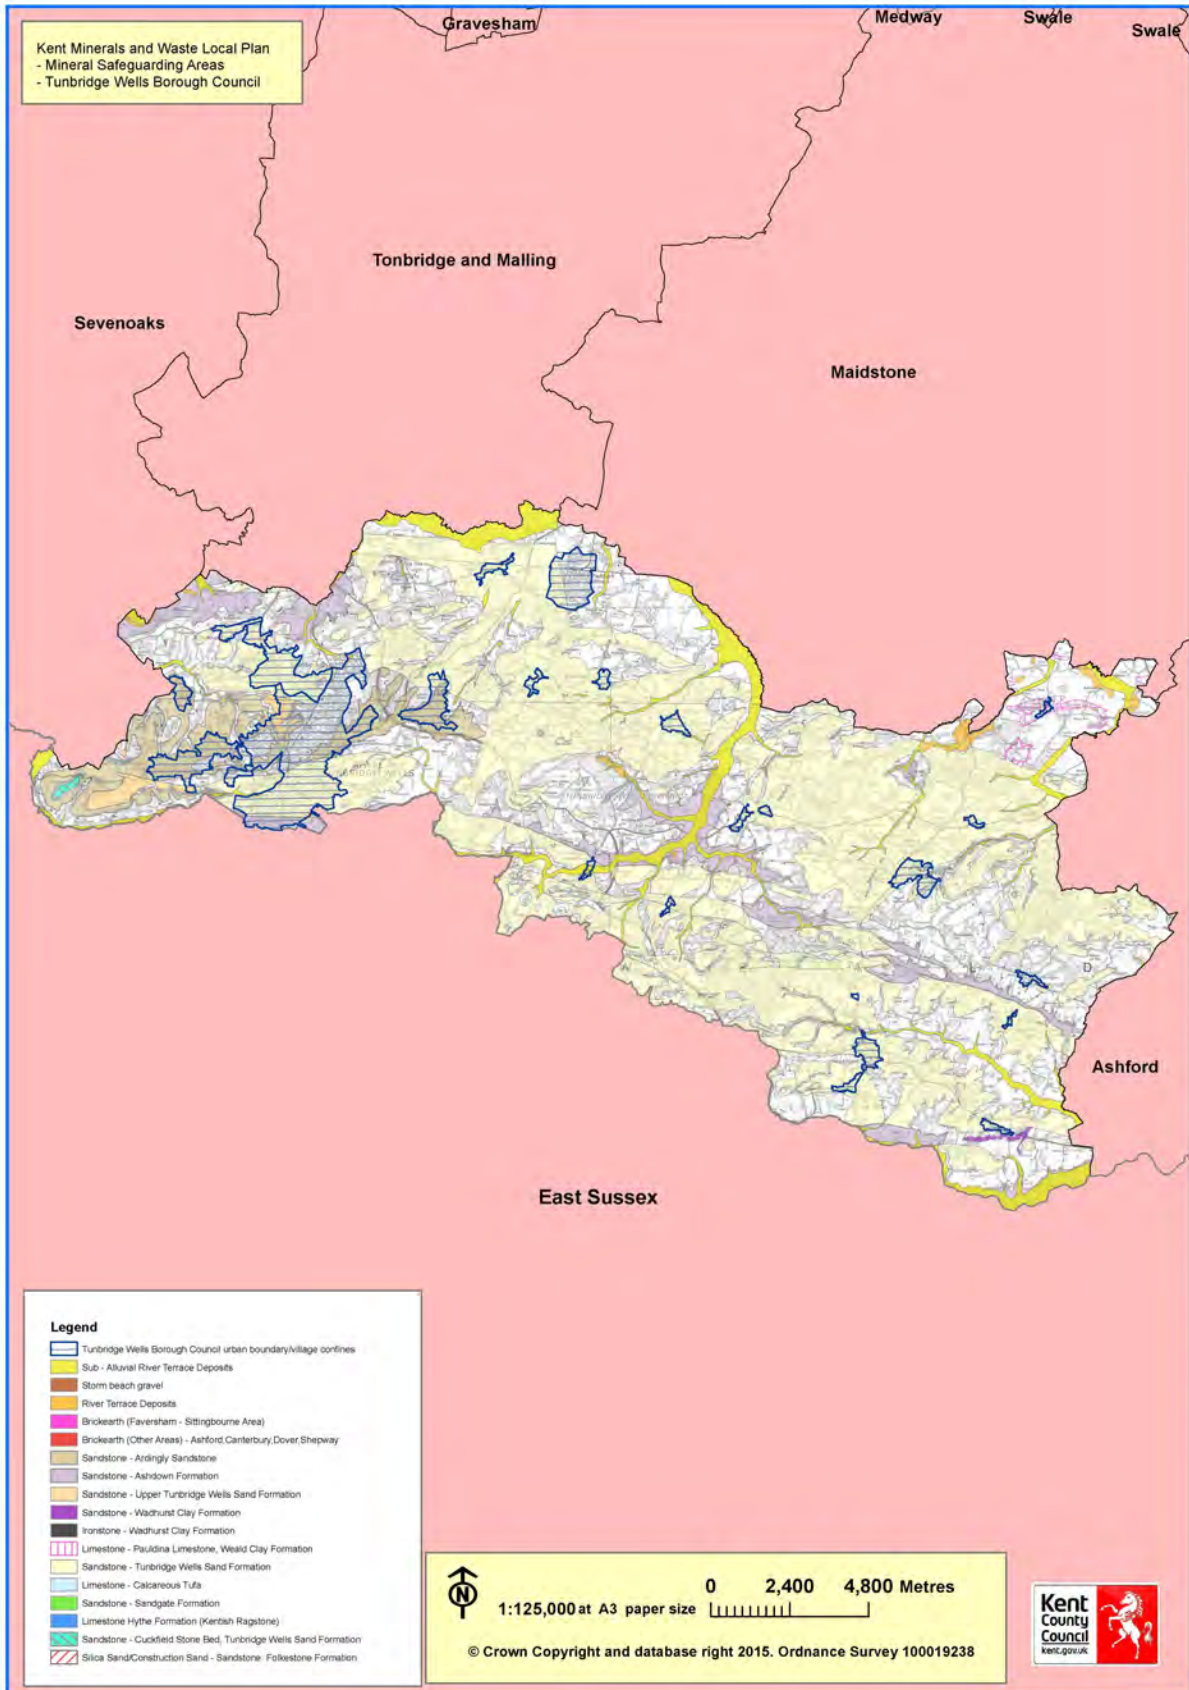 Gravesham
Medway
Swale
Swale
Kent Minerals and Waste Local Plan
- Mineral Safeguarding Areas
- Tunbridge Wells Borough Council
Tonbridge and Malling
Sevenoaks
Maidstone
Ashford
East Sussex
Legend
Tunbridge Wells Borough Council urban boundary/village confines
Sub - Alluvial River Terrace Deposits
Storm beach gravel
River Terrace Deposits
Brickearth (Faversham - Sittingbourne Area)
Brickearth (Other Areas) - Ashford,Canterbury,Dover,Shepway
Sandstone - Ardingly Sandstone
Sandstone - Ashdown Formation
Sandstone - Upper Tunbridge Wells Sand Formation
Sandstone - Wadhurst Clay Formation
Ironstone - Wadhurst Clay Formation
Limestone - Pauldina Limestone, Weald Clay Formation
Sandstone - Tunbridge Wells Sand Formation
Limestone - Calcareous Tufa
Sandstone - Sandgate Formation
Limestone Hythe Formation (Kentish Ragstone)
Sandstone - Cuckfield Stone Bed, Tunbridge Wells Sand Formation
Silica Sand/Construction Sand - Sandstone: Folkestone Formation
N
0 2,400 4,800 Metres
1:125,000 at A3 paper size
© Crown Copyright and database right 2015. Ordnance Survey 100019238
Kent
County
Council
kent.gov.uk